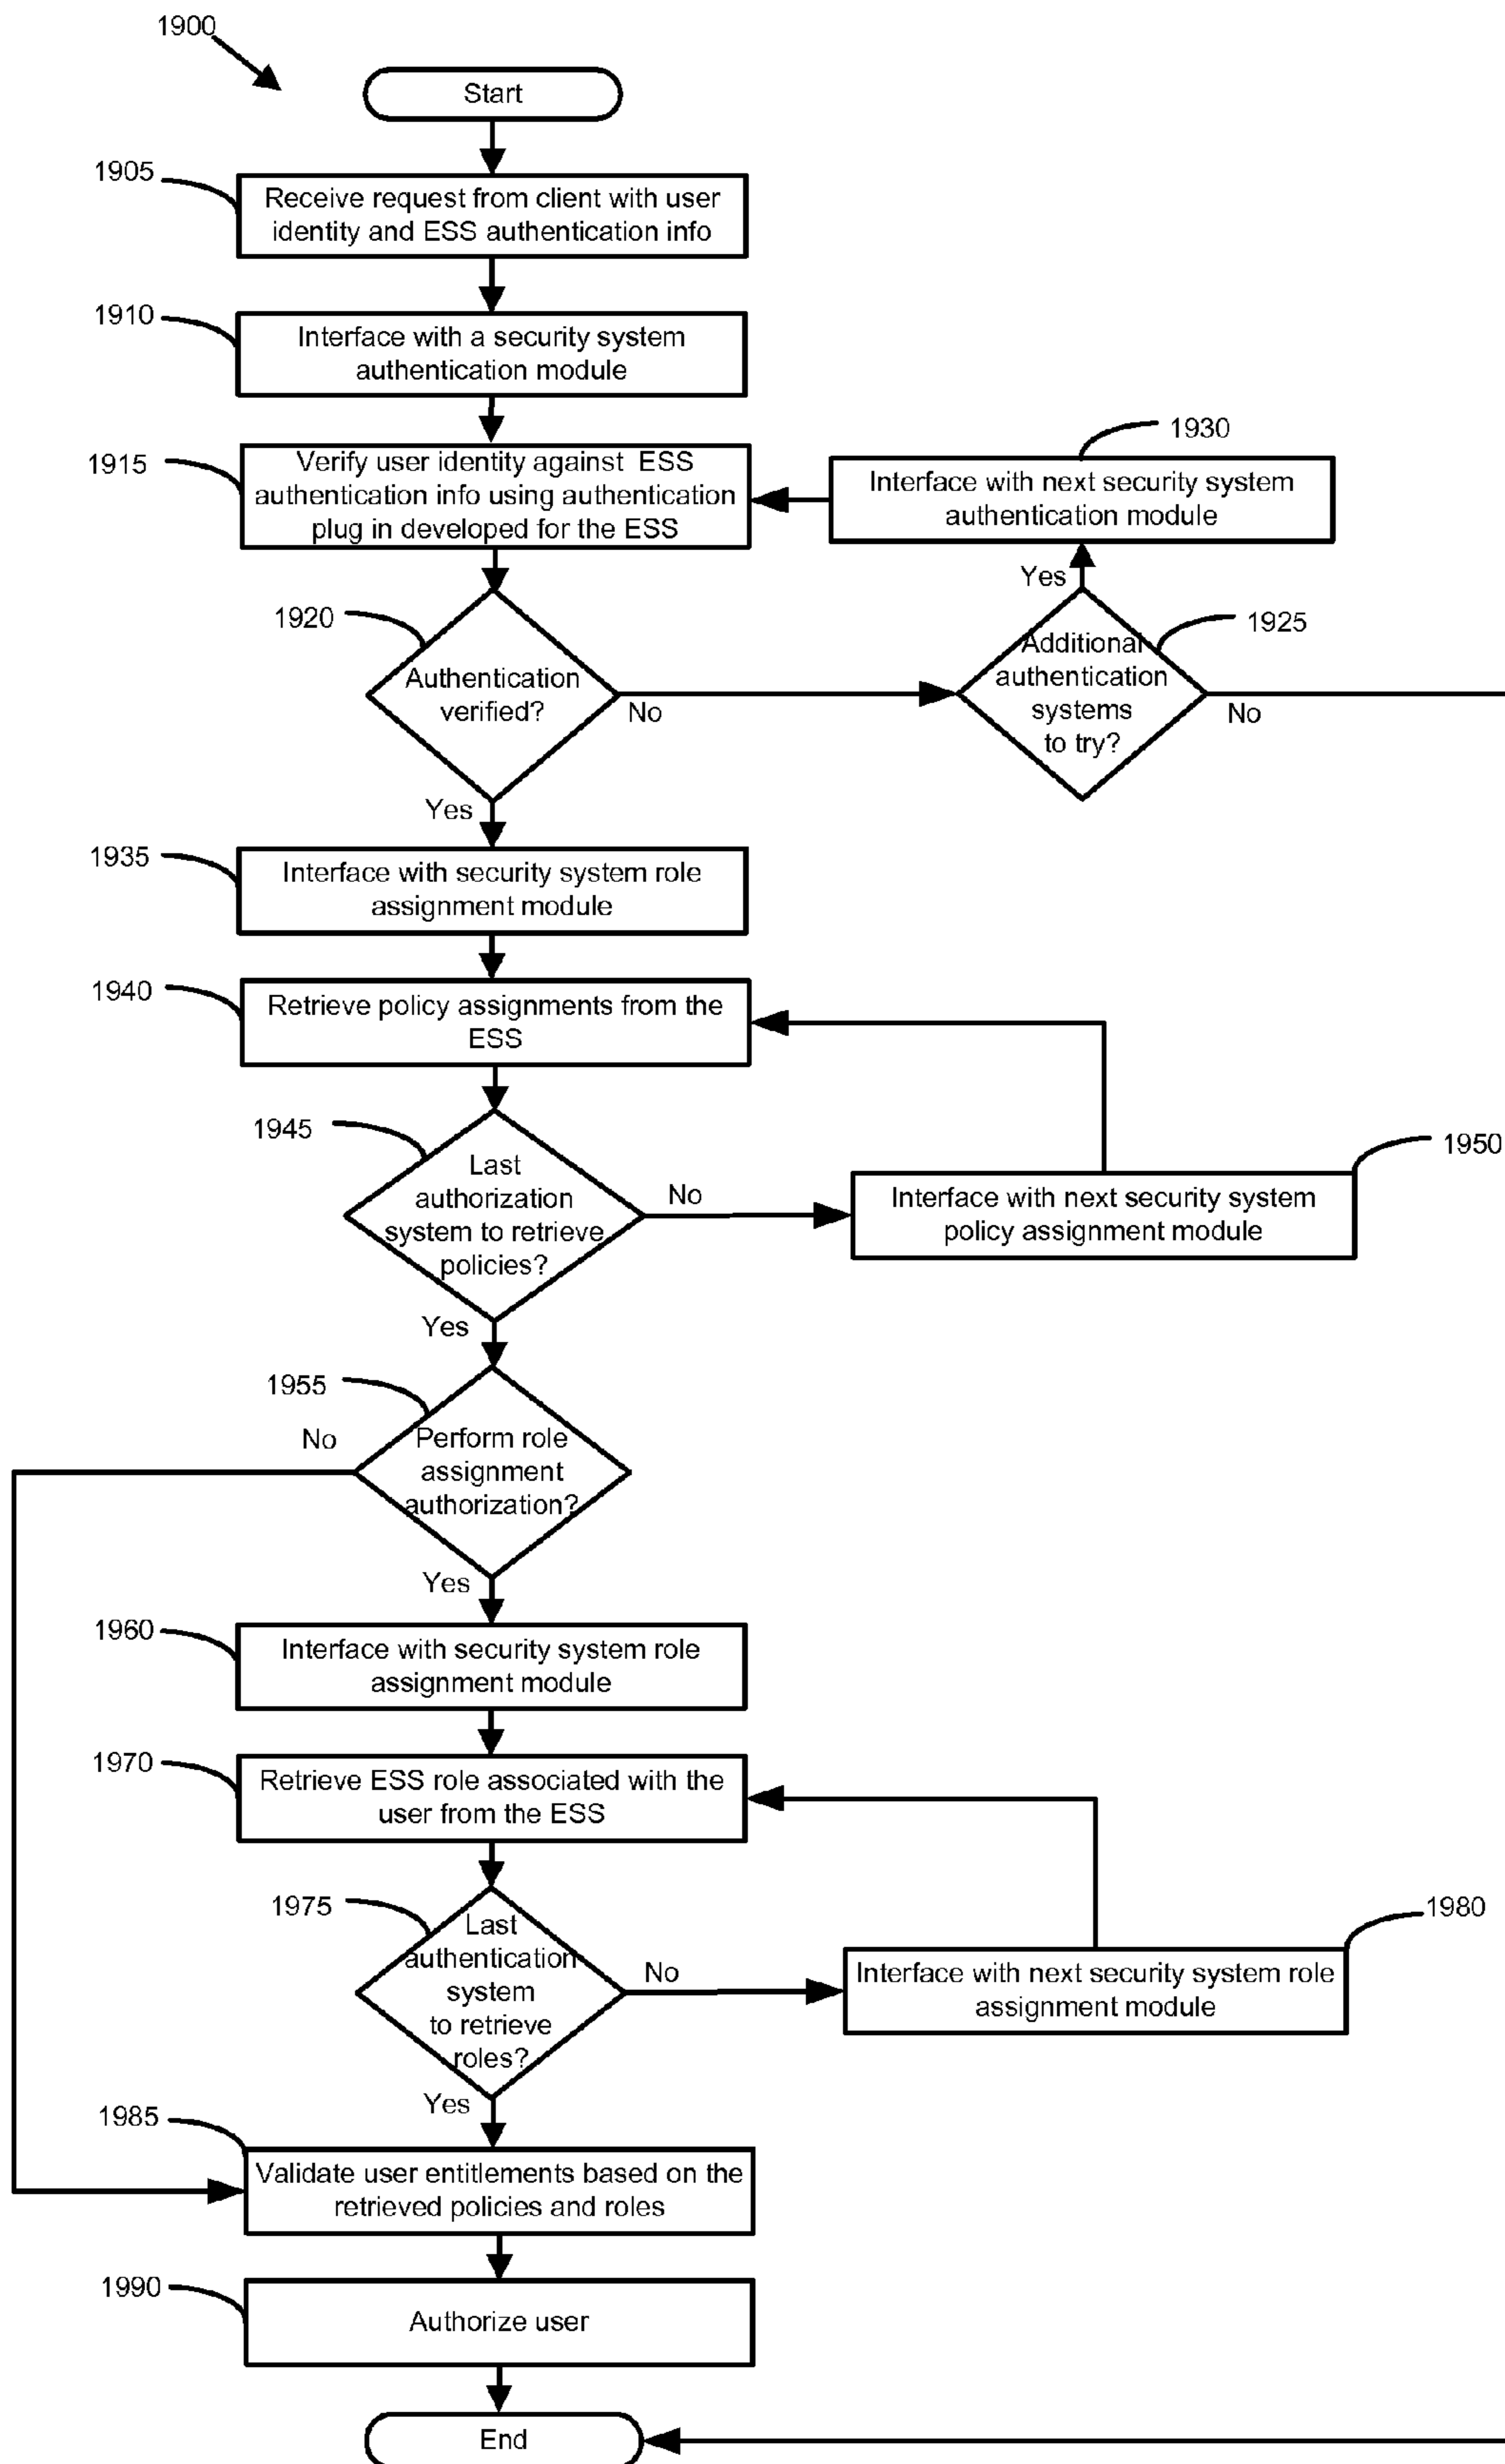 1900
Start
1905
Receive request from client with user
identity and ESS authentication info
1910
Interface with a security system
authentication module
1915
Verify user identity against ESS
authentication info using authentication
plug in developed for the ESS
1930
Interface with next security system
authentication module
Yes
1920
Authentication
verified?
No
1925
Additional
authentication
systems
to try?
No
Yes
1935
Interface with security system role
assignment module
1940
Retrieve policy assignments from the
ESS
1945
Last
authorization
system to retrieve
policies?
No
1950
Interface with next security system
policy assignment module
Yes
1955
Perform role
assignment
authorization?
No
Yes
1960
Interface with security system role
assignment module
1970
Retrieve ESS role associated with the
user from the ESS
1975
Last
authentication
system
to retrieve
roles?
No
1980
Interface with next security system role
assignment module
Yes
1985
Validate user entitlements based on the
retrieved policies and roles
1990
Authorize user
End